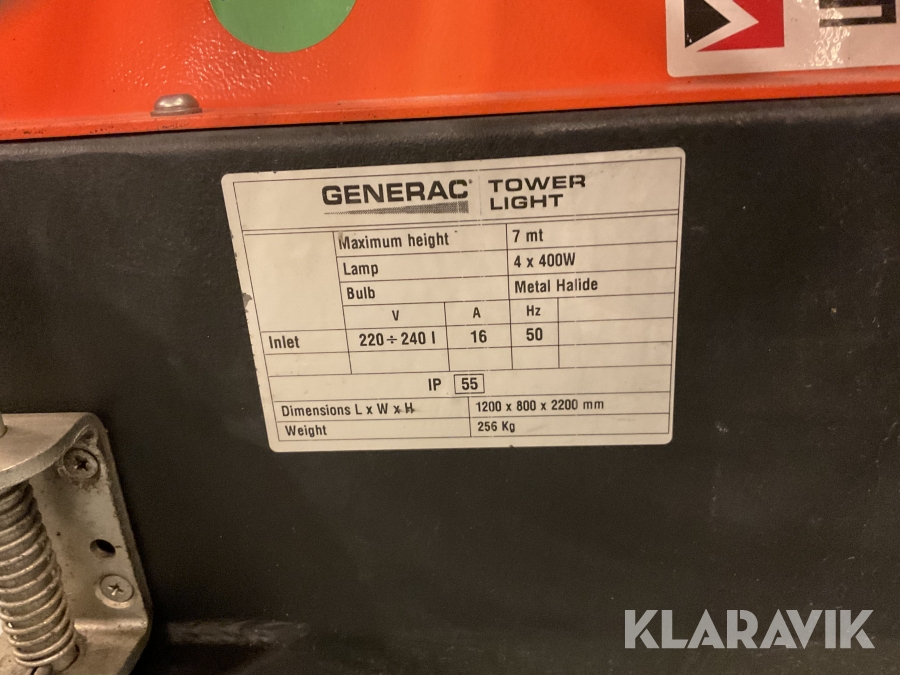 GENERAC® TOWER LIGHT
Maximum height 7 mt
Lamp 4 x 400W
Bulb Metal Halide
V A Hz
Inlet 220 ÷ 240 I 16 50
IP 55
Dimensions L x W x H 1200 x 800 x 2200 mm
Weight 256 Kg
KLARAVIK